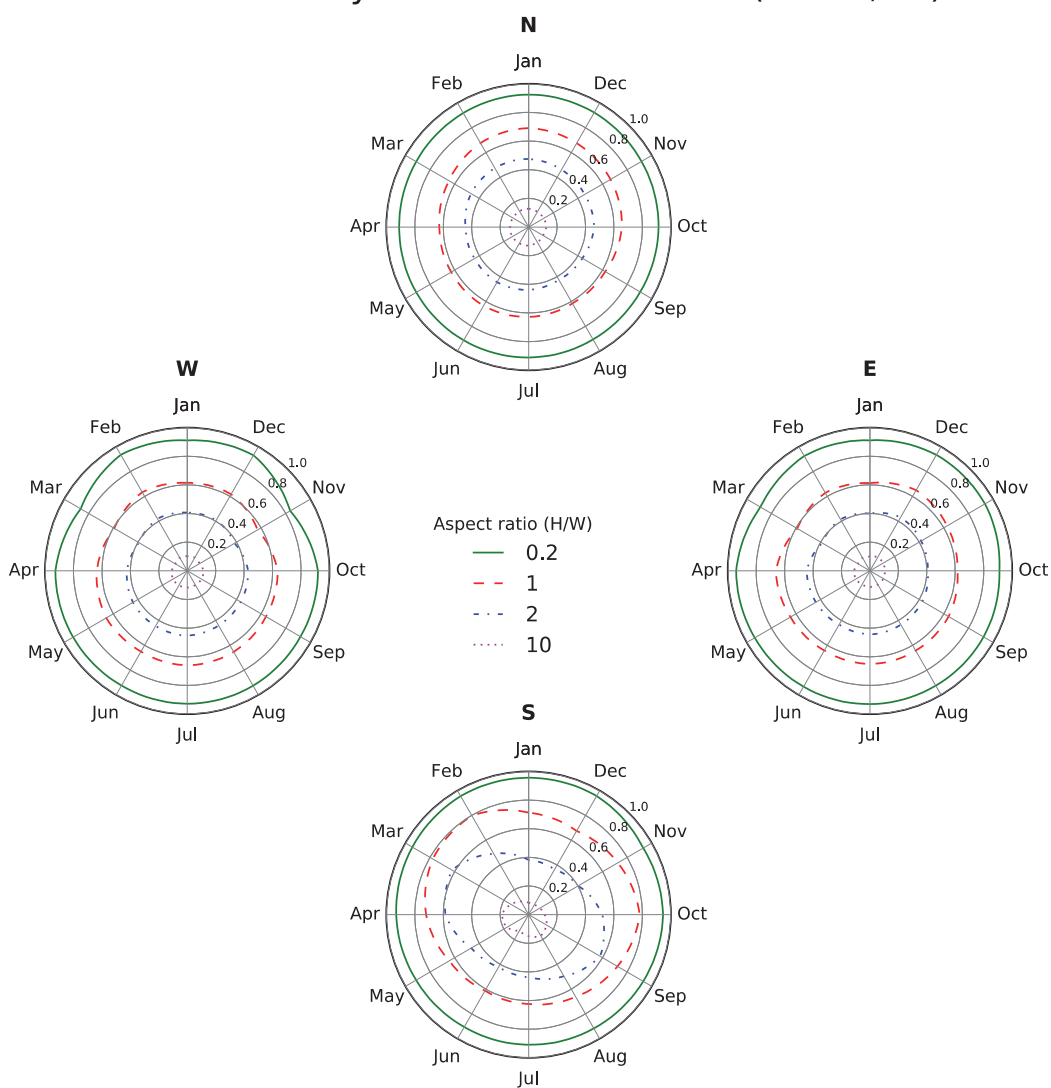 N
Jan
Feb Dec
1.0
Mar 0.8 Nov
0.6
0.4
0.2
Apr Oct
May Sep
Jun Aug
Jul
W E
Jan Jan
Feb Dec Feb Dec
1.0 1.0
Mar 0.8 Nov Mar 0.8 Nov
0.6 0.6
0.4 0.4
Aspect ratio (H/W)
0.2 0.2
0.2
Apr Oct Apr Oct
1
2
10
May Sep May Sep
Jun Aug Jun Aug
Jul Jul
S
Jan
Feb Dec
1.0
Mar 0.8 Nov
0.6
0.4
0.2
Apr Oct
May Sep
Jun Aug
Jul